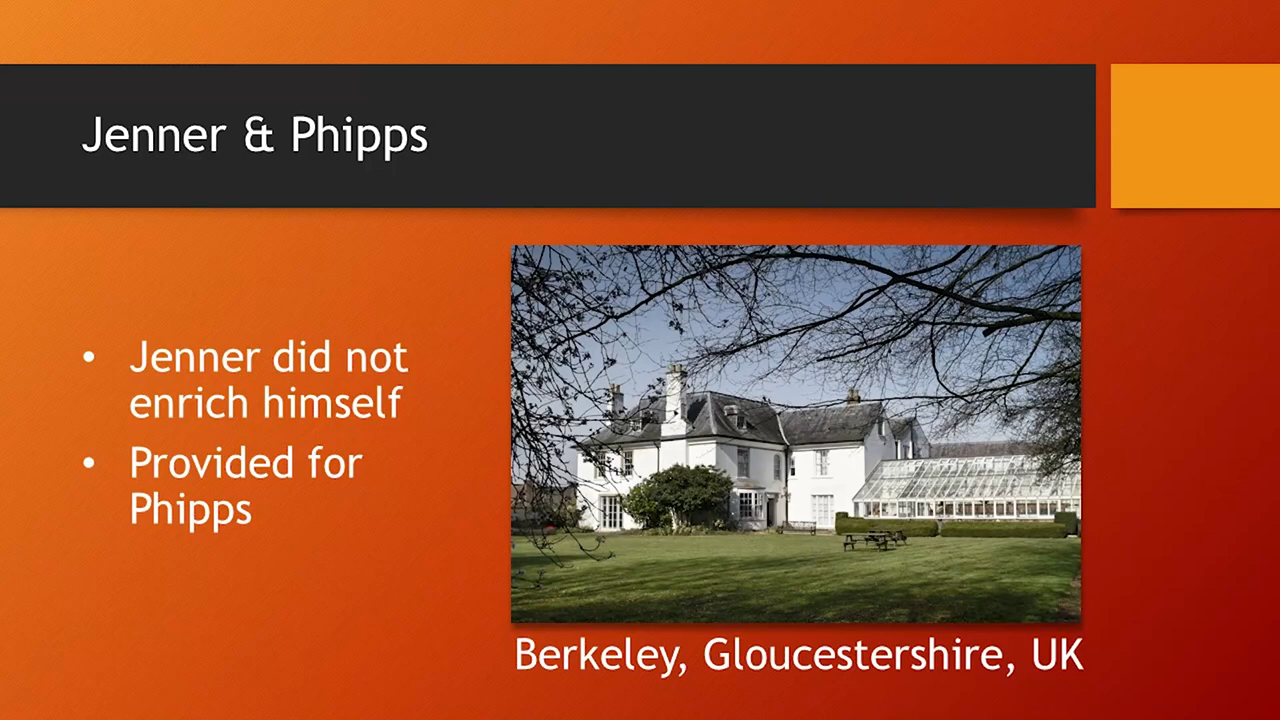 Jenner & Phipps
• Jenner did not
enrich himself
• Provided for
Phipps
Berkeley, Gloucestershire, UK